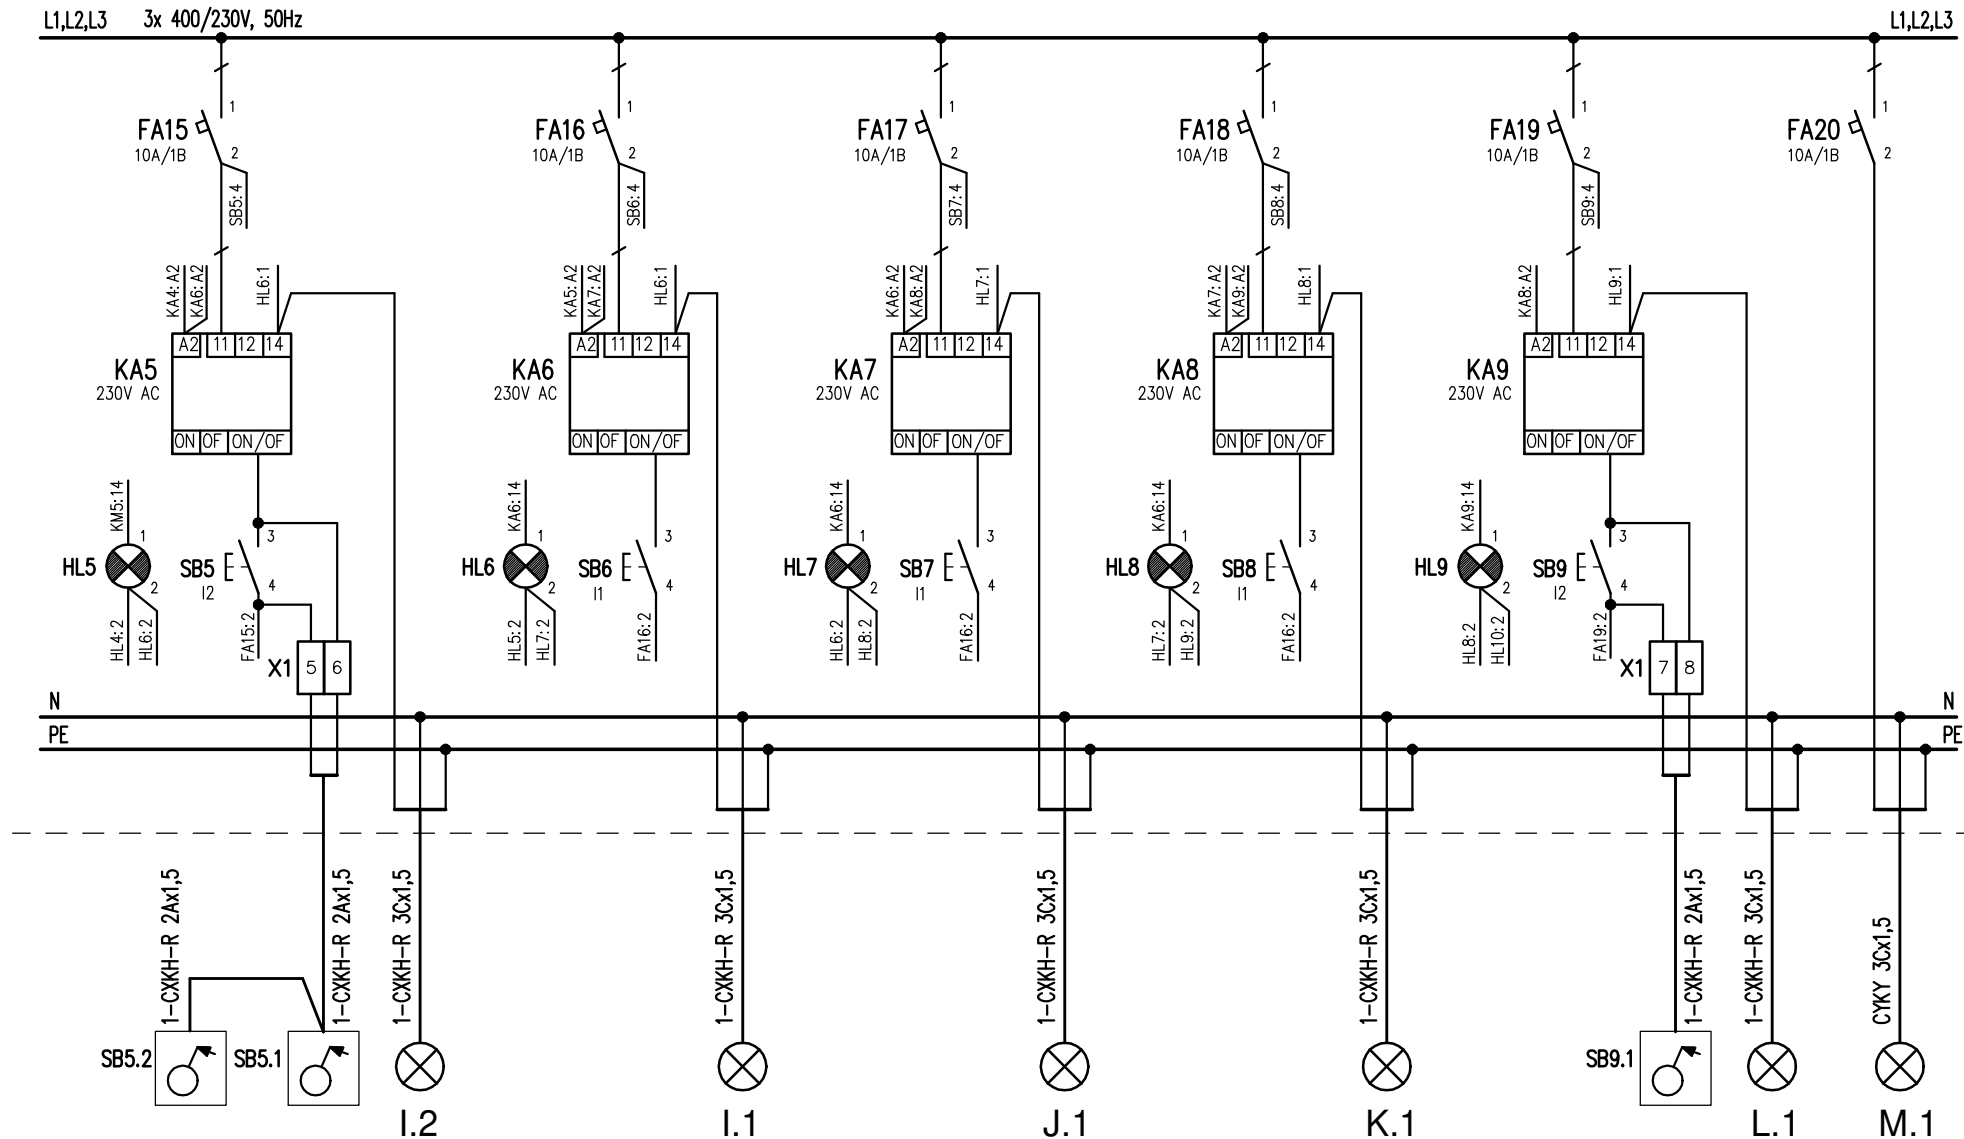 L1,L2,L3 3x 400/230V, 50Hz L1,L2,L3
1 1 1 1 1 1
FA15 FA16 FA17 FA18 FA19 FA20
10A/1B 10A/1B 10A/1B 10A/1B 10A/1B 10A/1B
2 2 2 2 2 2
SB5:4 SB6:4 SB7:4 SB8:4 SB9:4
KA4:A2 KA6:A2 HL6:1 KA5:A2 KA7:A2 HL6:1 KA6:A2 KA8:A2 HL7:1 KA7:A2 KA9:A2 HL8:1 KA8:A2 HL9:1
A2 11 12 14 A2 11 12 14 A2 11 12 14 A2 11 12 14 A2 11 12 14
KA5 KA6 KA7 KA8 KA9
230V AC 230V AC 230V AC 230V AC 230V AC
ON OF ON/OF ON OF ON/OF ON OF ON/OF ON OF ON/OF ON OF ON/OF
KM5:14 KA6:14 KA6:14 KA6:14 KA9:14
1 3 1 3 1 3 1 3 1 3
HL5 SB5 HL6 SB6 HL7 SB7 HL8 SB8 HL9 SB9
2 4 2 4 2 4 2 4 2 4
I2 I1 I1 I1 I2
HL4:2 HL6:2 FA15:2 HL5:2 HL7:2 FA16:2 HL6:2 HL8:2 FA16:2 HL7:2 HL9:2 FA16:2 HL8:2 HL10:2 FA19:2
X1 5 6 X1 7 8
N N
PE PE
1-CXKH-R 2Ax1,5 1-CXKH-R 2Ax1,5 1-CXKH-R 3Cx1,5 1-CXKH-R 3Cx1,5 1-CXKH-R 3Cx1,5 1-CXKH-R 3Cx1,5 1-CXKH-R 2Ax1,5 1-CXKH-R 3Cx1,5 CYKY 3Cx1,5
SB5.2 SB5.1 SB9.1
I.2 I.1 J.1 K.1 L.1 M.1